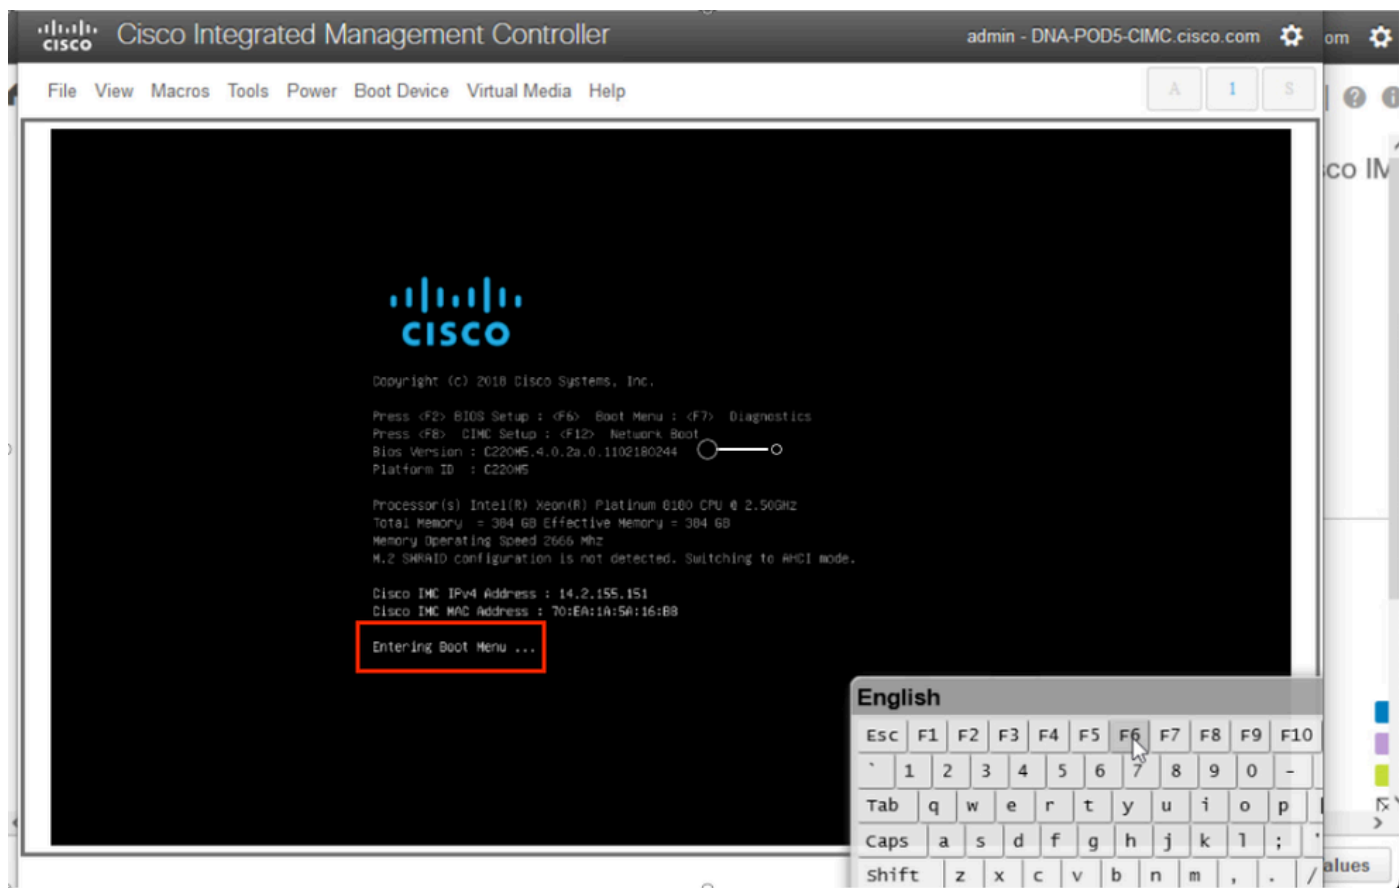 CISCO Cisco Integrated Management Controller admin - DNA-POD5-CIMC.cisco.com om
File View Macros Tools Power Boot Device Virtual Media Help A 1 S
sco IM
CISCO
Copyright (c) 2018 Cisco Systems, Inc.
Press <F2> BIOS Setup : <F6> Boot Menu : <F7> Diagnostics
Press <F8> CIMC Setup : <F12> Network Boot
Bios Version : C220M5.4.0.2a.0.1102180244
Platform ID : C220M5
Processor(s) Intel(R) Xeon(R) Platinum 8180 CPU @ 2.50GHz
Total Memory = 384 GB Effective Memory = 384 GB
Memory Operating Speed 2666 Mhz
M.2 SWRAID configuration is not detected. Switching to AHCI mode.
Cisco IMC IPv4 Address : 14.2.155.151
Cisco IMC MAC Address : 70:EA:1A:5A:16:B8
Entering Boot Menu ...
English
Esc F1 F2 F3 F4 F5 F6 F7 F8 F9 F10
` 1 2 3 4 5 6 7 8 9 0 -
Tab q w e r t y u i o p [
Caps a s d f g h j k l ; '
Shift z x c v b n m , . /
alues